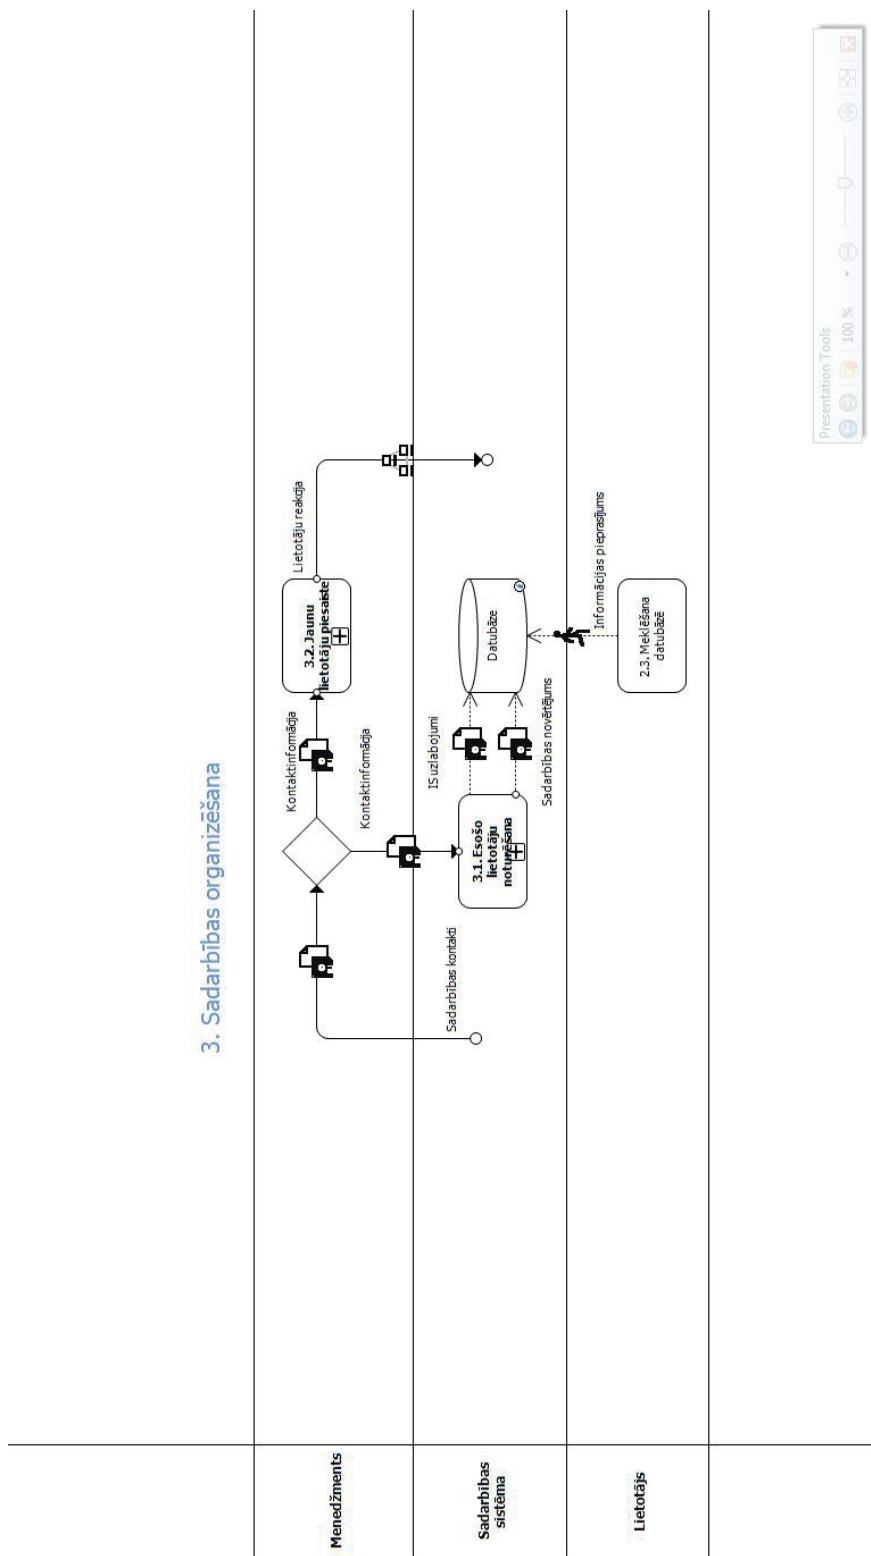 3. Sadarbības organizēšana
Menedžments
Kontaktinformācija
3.2. Jaunu
lietotāju piesaiste
Lietotāju reakcija
Kontaktinformācija
Sadarbības
sistēma
Sadarbības kontakti
3.1. Esošo
lietotāju
noturēšana
IS uzlabojumi
Sadarbības novērtējums
Datubāze
Lietotājs
Informācijas pieprasījums
2.3. Meklēšana
datubāzē
Presentation Tools
100 %